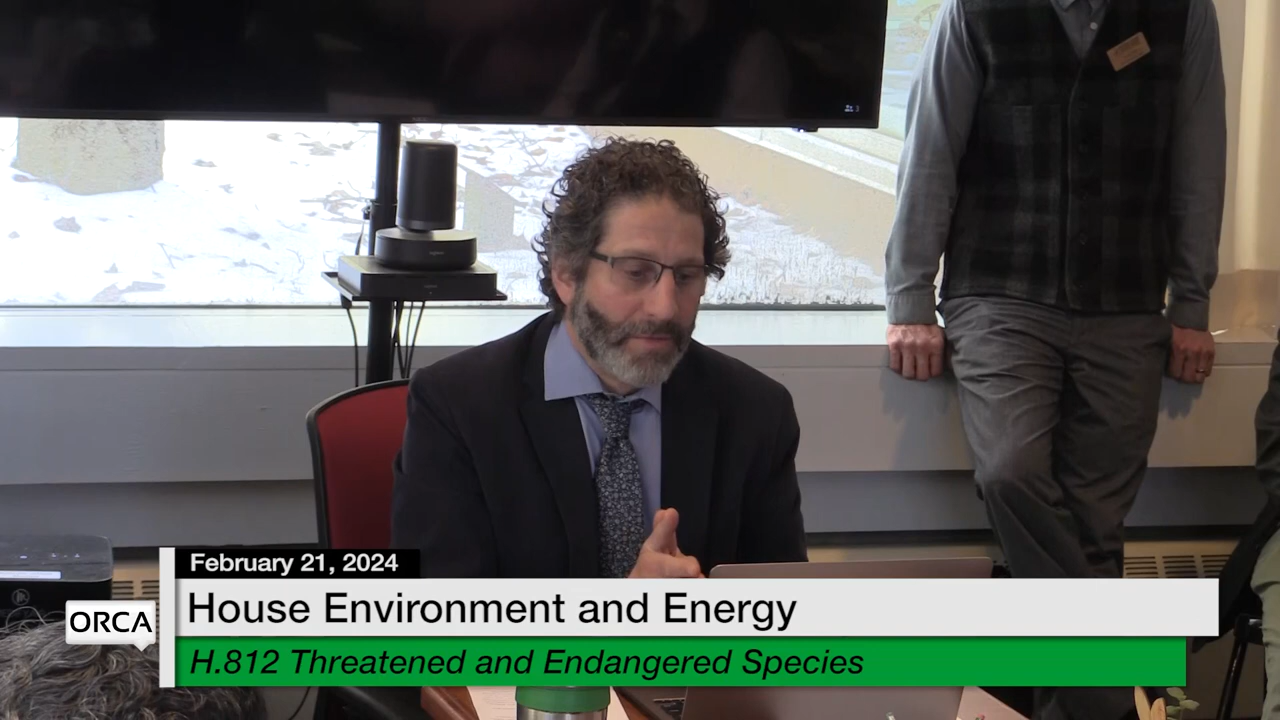 February 21, 2024
House Environment and Energy
ORCA
H.812 Threatened and Endangered Species